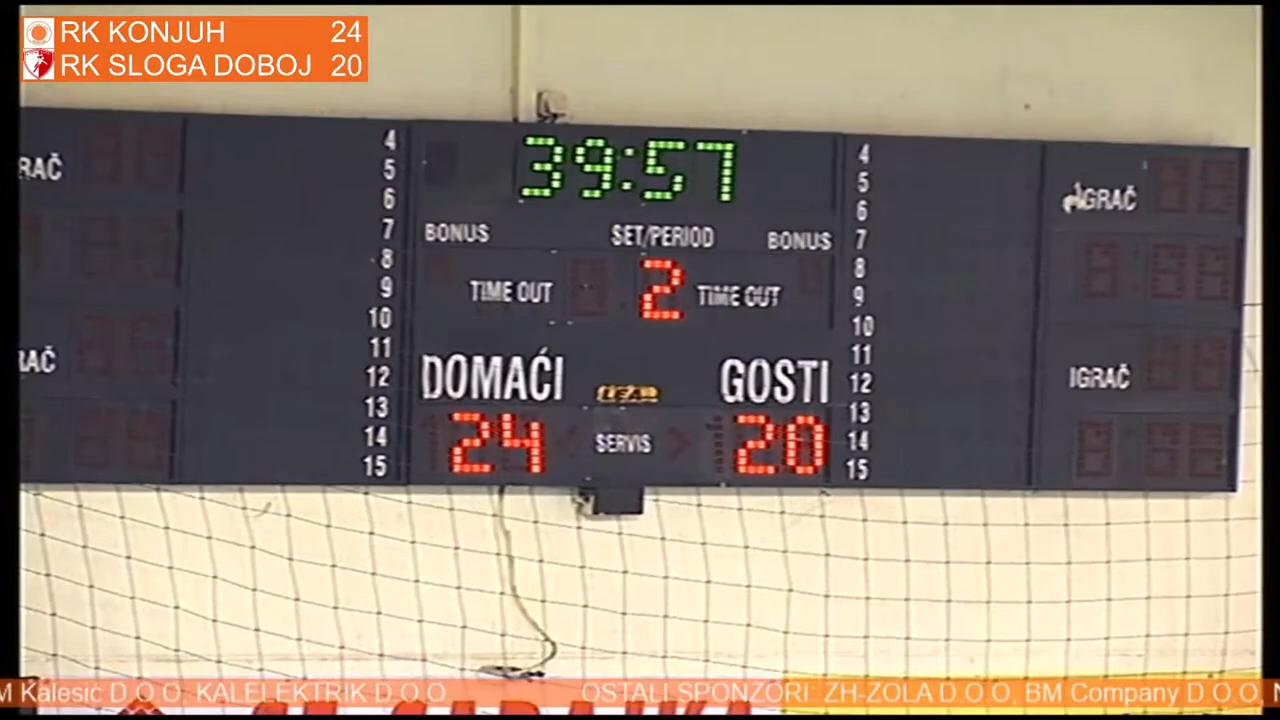 RK KONJUH 24
RK SLOGA DOBOJ 20
39:57
BONUS SET/PERIOD BONUS
TIME OUT 2 TIME OUT
DOMAĆI GOSTI
24 SERVIS 20
4
5
6
7
8
9
10
11
12
13
14
15
4
5
6
7
8
9
10
11
12
13
14
15
IGRAČ
IGRAČ
Kalesić D O O, KALELEKTRIK D O O OSTALI SPONZORI ZH-ZOLA D O O, BM Company D O O,